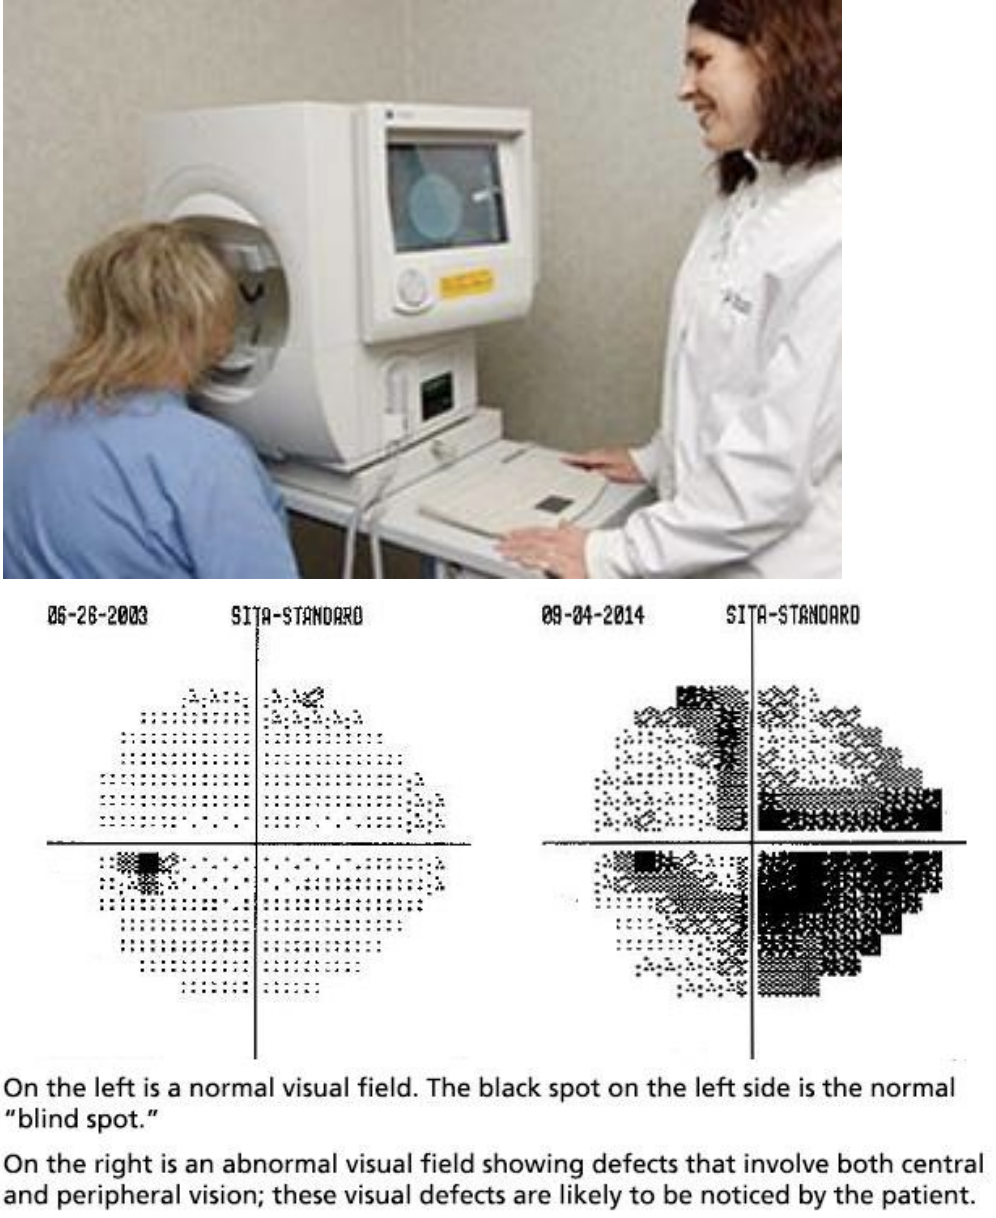 06-26-2003 SITA-STANDARD 09-04-2014 SITA-STANDARD
On the left is a normal visual field. The black spot on the left side is the normal
“blind spot.”
On the right is an abnormal visual field showing defects that involve both central
and peripheral vision; these visual defects are likely to be noticed by the patient.